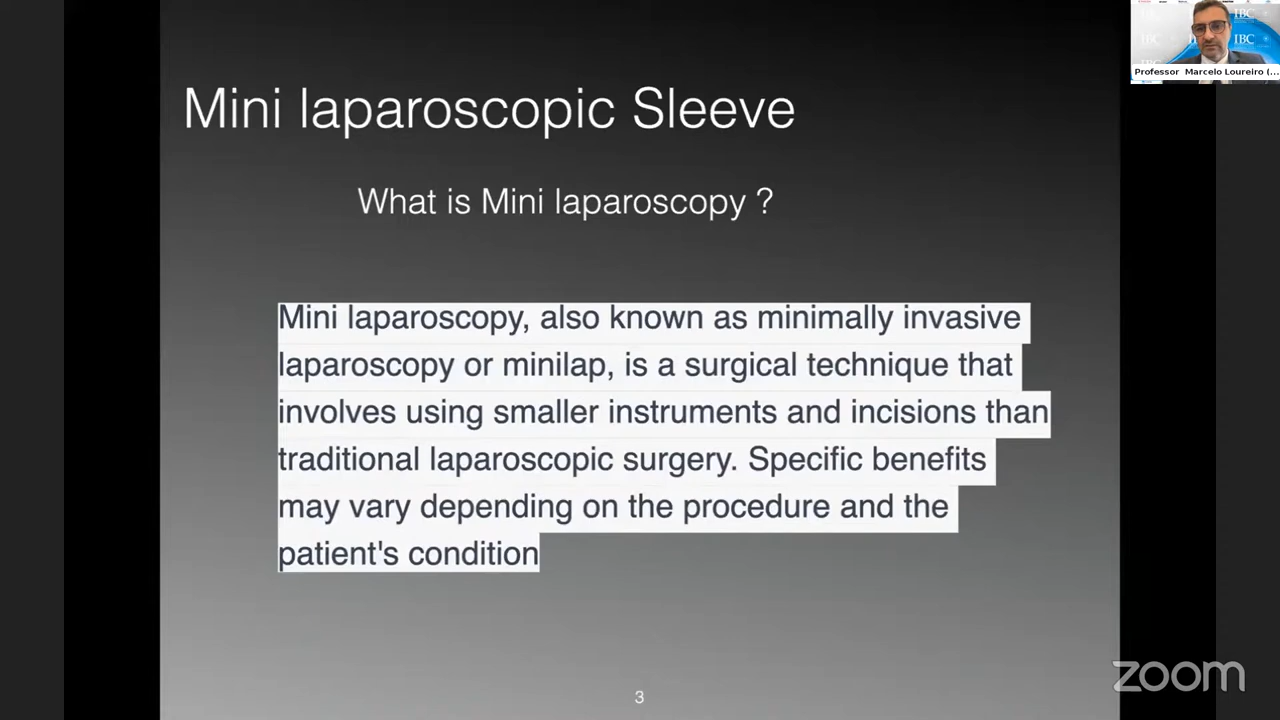 Mini laparoscopic Sleeve
What is Mini laparoscopy ?
Mini laparoscopy, also known as minimally invasive
laparoscopy or minilap, is a surgical technique that
involves using smaller instruments and incisions than
traditional laparoscopic surgery. Specific benefits
may vary depending on the procedure and the
patient's condition
3
IBC
IBC
Professor Marcelo Loureiro (...
zoom